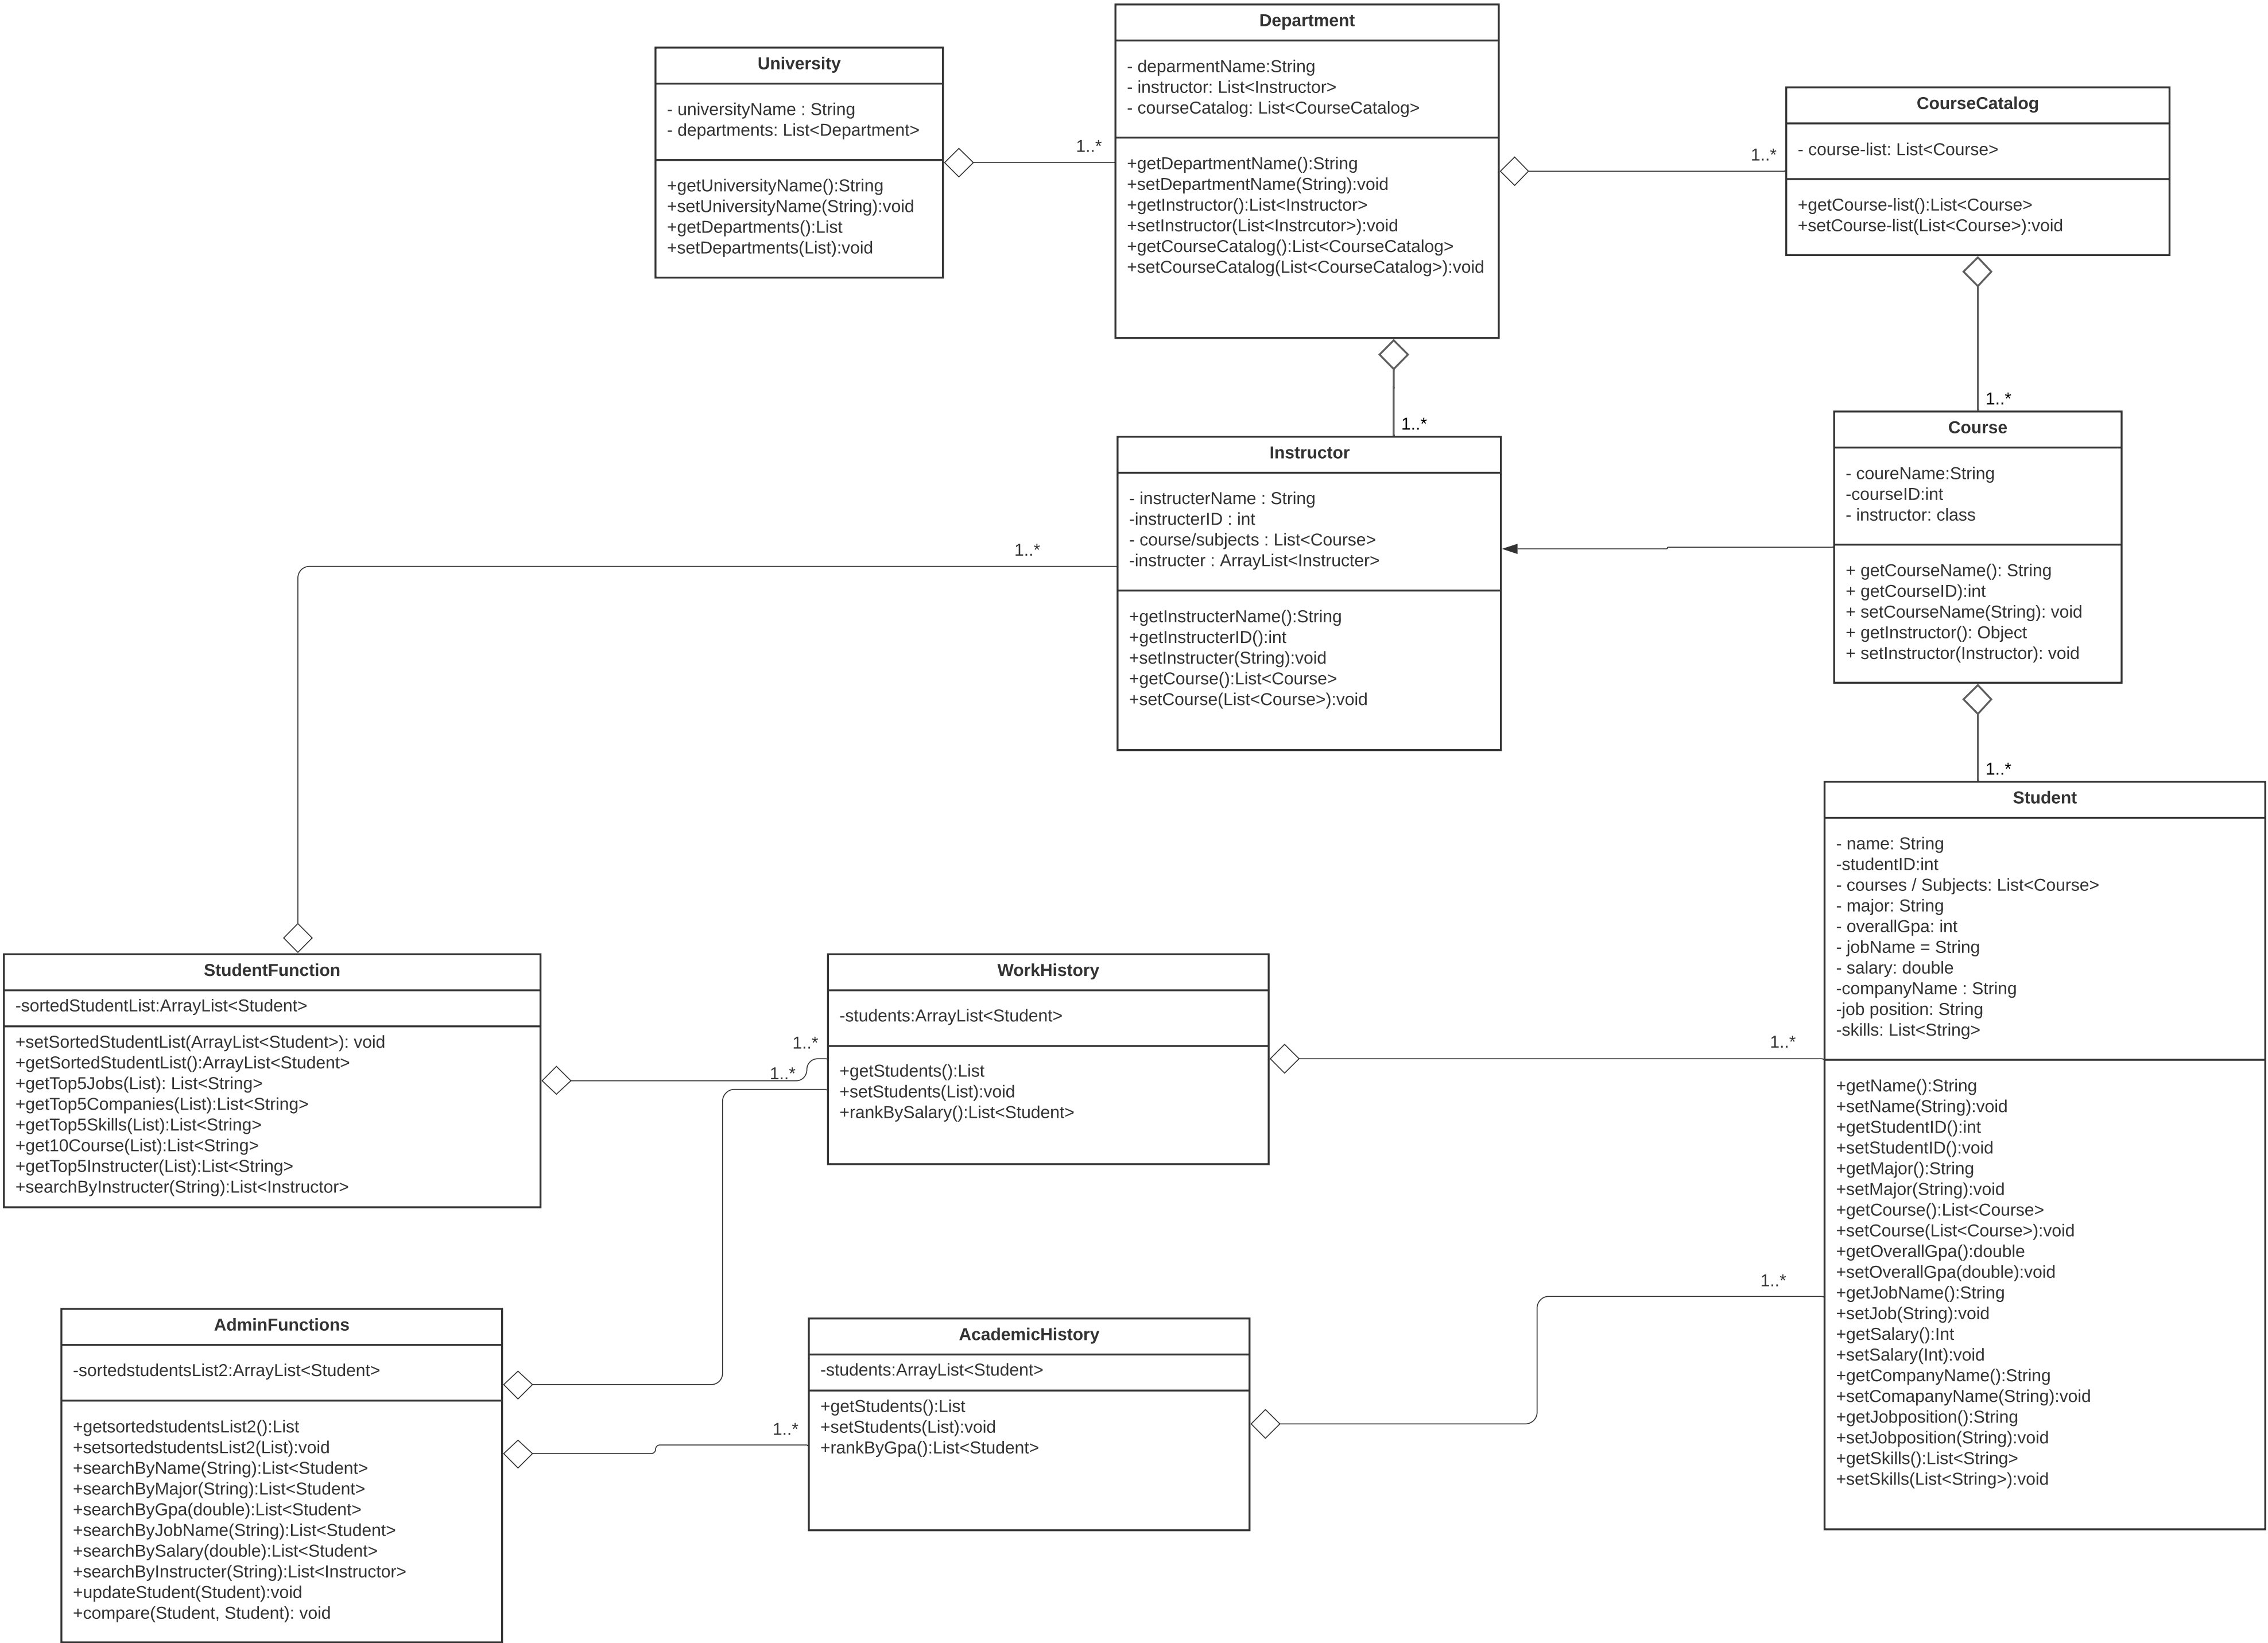 Department
- deparmentName:String
- instructor: List<Instructor>
- courseCatalog: List<CourseCatalog>
+getDepartmentName():String
+setDepartmentName(String):void
+getInstructor():List<Instructor>
+setInstructor(List<Instrcutor>):void
+getCourseCatalog():List<CourseCatalog>
+setCourseCatalog(List<CourseCatalog>):void
University
- universityName : String
- departments: List<Department>
+getUniversityName():String
+setUniversityName(String):void
+getDepartments():List
+setDepartments(List):void
1..*
CourseCatalog
- course-list: List<Course>
+getCourse-list():List<Course>
+setCourse-list(List<Course>):void
1..*
1..*
1..*
Instructor
- instructerName : String
-instructerID : int
- course/subjects : List<Course>
-instructer : ArrayList<Instructer>
+getInstructerName():String
+getInstructerID():int
+setInstructer(String):void
+getCourse():List<Course>
+setCourse(List<Course>):void
Course
- coureName:String
-courseID:int
- instructor: class
+ getCourseName(): String
+ getCourseID):int
+ setCourseName(String): void
+ getInstructor(): Object
+ setInstructor(Instructor): void
1..*
1..*
Student
- name: String
-studentID:int
- courses / Subjects: List<Course>
- major: String
- overallGpa: int
- jobName = String
- salary: double
-companyName : String
-job position: String
-skills: List<String>
+getName():String
+setName(String):void
+getStudentID():int
+setStudentID():void
+getMajor():String
+setMajor(String):void
+getCourse():List<Course>
+setCourse(List<Course>):void
+getOverallGpa():double
+setOverallGpa(double):void
+getJobName():String
+setJob(String):void
+getSalary():Int
+setSalary(Int):void
+getCompanyName():String
+setComapanyName(String):void
+getJobposition():String
+setJobposition(String):void
+getSkills():List<String>
+setSkills(List<String>):void
StudentFunction
-sortedStudentList:ArrayList<Student>
+setSortedStudentList(ArrayList<Student>): void
+getSortedStudentList():ArrayList<Student>
+getTop5Jobs(List): List<String>
+getTop5Companies(List):List<String>
+getTop5Skills(List):List<String>
+get10Course(List):List<String>
+getTop5Instructer(List):List<String>
+searchByInstructer(String):List<Instructor>
1..*
1..*
WorkHistory
-students:ArrayList<Student>
+getStudents():List
+setStudents(List):void
+rankBySalary():List<Student>
1..*
AdminFunctions
-sortedstudentsList2:ArrayList<Student>
+getsortedstudentsList2():List
+setsortedstudentsList2(List):void
+searchByName(String):List<Student>
+searchByMajor(String):List<Student>
+searchByGpa(double):List<Student>
+searchByJobName(String):List<Student>
+searchBySalary(double):List<Student>
+searchByInstructer(String):List<Instructor>
+updateStudent(Student):void
+compare(Student, Student): void
1..*
AcademicHistory
-students:ArrayList<Student>
+getStudents():List
+setStudents(List):void
+rankByGpa():List<Student>
1..*